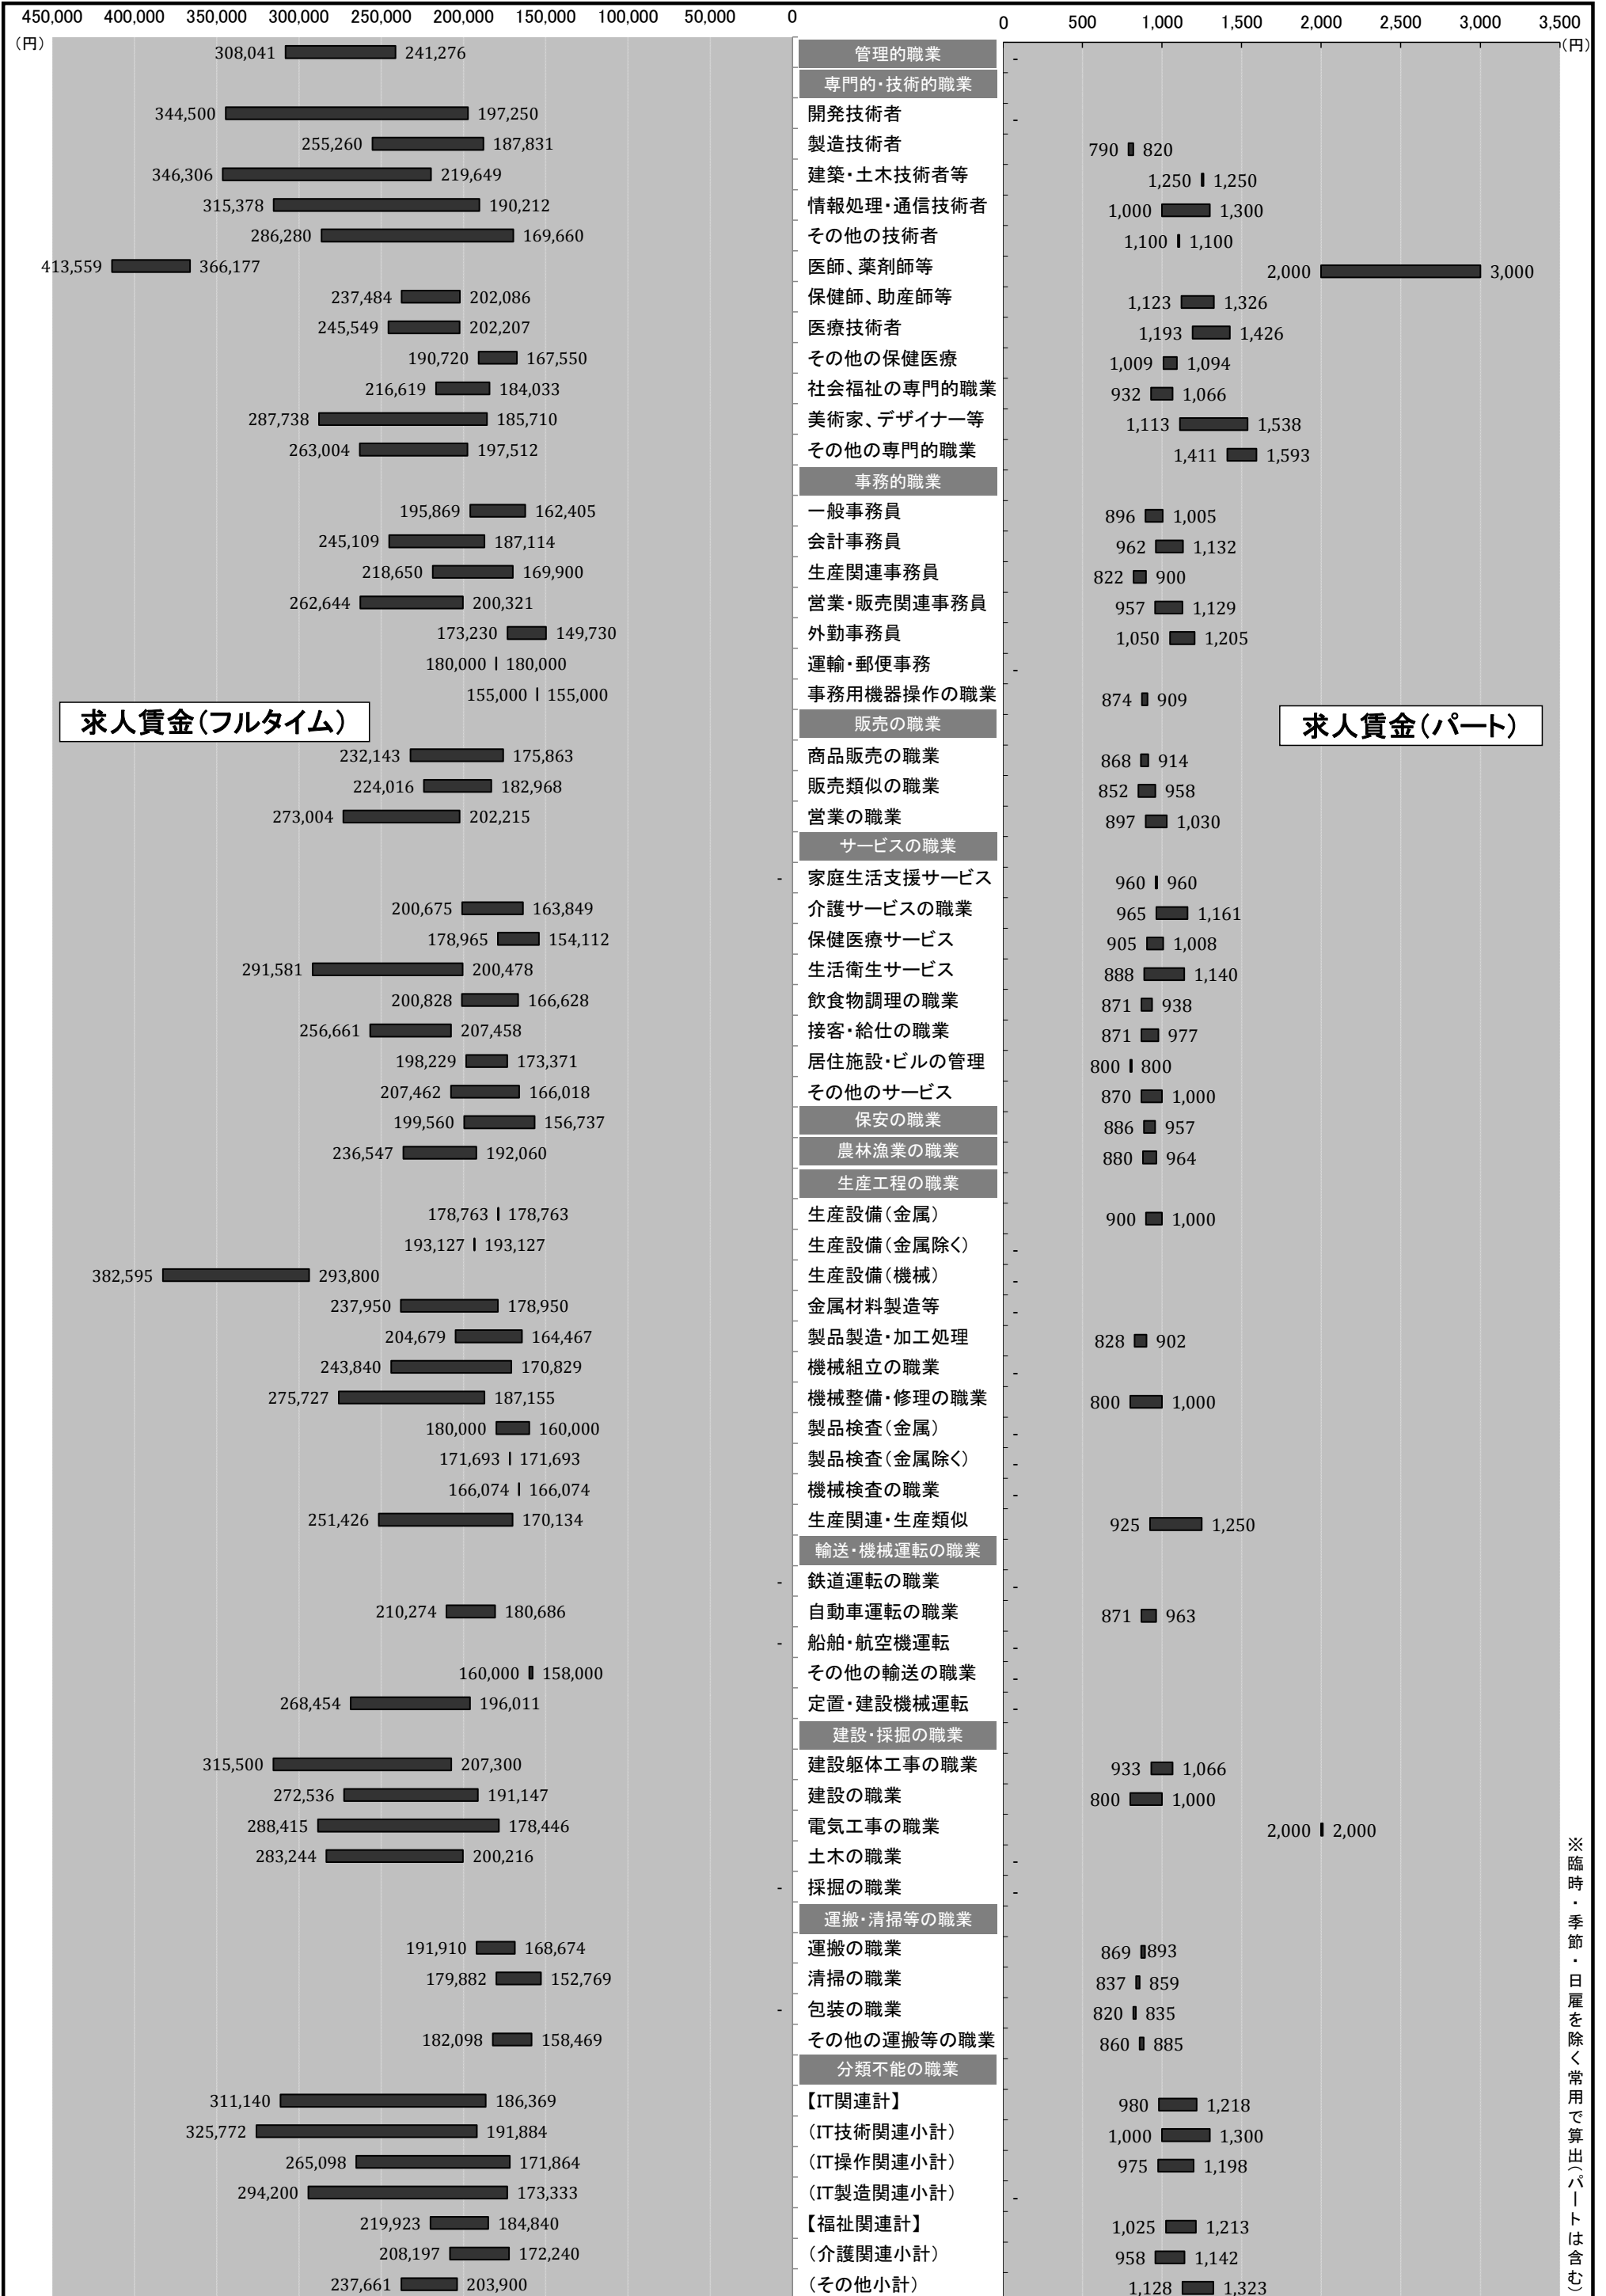 450,000 400,000 350,000 300,000 250,000 200,000 150,000 100,000 50,000 0 0 500 1,000 1,500 2,000 2,500 3,000 3,500
(円) (円)
308,041 241,276 管理的職業 -
専門的・技術的職業
344,500 197,250 開発技術者 -
255,260 187,831 製造技術者 790 820
346,306 219,649 建築・土木技術者等 1,250 1,250
315,378 190,212 情報処理・通信技術者 1,000 1,300
286,280 169,660 その他の技術者 1,100 1,100
413,559 366,177 医師、薬剤師等 2,000 3,000
237,484 202,086 保健師、助産師等 1,123 1,326
245,549 202,207 医療技術者 1,193 1,426
190,720 167,550 その他の保健医療 1,009 1,094
216,619 184,033 社会福祉の専門的職業 932 1,066
287,738 185,710 美術家、デザイナー等 1,113 1,538
263,004 197,512 その他の専門的職業 1,411 1,593
事務的職業
195,869 162,405 一般事務員 896 1,005
245,109 187,114 会計事務員 962 1,132
218,650 169,900 生産関連事務員 822 900
262,644 200,321 営業・販売関連事務員 957 1,129
173,230 149,730 外勤事務員 1,050 1,205
180,000 180,000 運輸・郵便事務 -
155,000 155,000 事務用機器操作の職業 874 909
求人賃金(フルタイム) 販売の職業 求人賃金(パート)
232,143 175,863 商品販売の職業 868 914
224,016 182,968 販売類似の職業 852 958
273,004 202,215 営業の職業 897 1,030
サービスの職業
- 家庭生活支援サービス 960 960
200,675 163,849 介護サービスの職業 965 1,161
178,965 154,112 保健医療サービス 905 1,008
291,581 200,478 生活衛生サービス 888 1,140
200,828 166,628 飲食物調理の職業 871 938
256,661 207,458 接客・給仕の職業 871 977
198,229 173,371 居住施設・ビルの管理 800 800
207,462 166,018 その他のサービス 870 1,000
199,560 156,737 保安の職業 886 957
236,547 192,060 農林漁業の職業 880 964
生産工程の職業
178,763 178,763 生産設備(金属) 900 1,000
193,127 193,127 生産設備(金属除く) -
382,595 293,800 生産設備(機械) -
237,950 178,950 金属材料製造等 -
204,679 164,467 製品製造・加工処理 828 902
243,840 170,829 機械組立の職業 -
275,727 187,155 機械整備・修理の職業 800 1,000
180,000 160,000 製品検査(金属) -
171,693 171,693 製品検査(金属除く) -
166,074 166,074 機械検査の職業 -
251,426 170,134 生産関連・生産類似 925 1,250
輸送・機械運転の職業
- 鉄道運転の職業 -
210,274 180,686 自動車運転の職業 871 963
- 船舶・航空機運転 -
160,000 158,000 その他の輸送の職業 -
268,454 196,011 定置・建設機械運転 -
建設・採掘の職業
315,500 207,300 建設躯体工事の職業 933 1,066
272,536 191,147 建設の職業 800 1,000
288,415 178,446 電気工事の職業 2,000 2,000
283,244 200,216 土木の職業 -
- 採掘の職業 -
運搬・清掃等の職業
191,910 168,674 運搬の職業 869 893
179,882 152,769 清掃の職業 837 859
- 包装の職業 820 835
182,098 158,469 その他の運搬等の職業 860 885
分類不能の職業
311,140 186,369 【IT関連計】 980 1,218
325,772 191,884 (IT技術関連小計) 1,000 1,300
265,098 171,864 (IT操作関連小計) 975 1,198
294,200 173,333 (IT製造関連小計) -
219,923 184,840 【福祉関連計】 1,025 1,213
208,197 172,240 (介護関連小計) 958 1,142
237,661 203,900 (その他小計) 1,128 1,323
※臨時・季節・日雇を除く常用で算出(パートは含む)